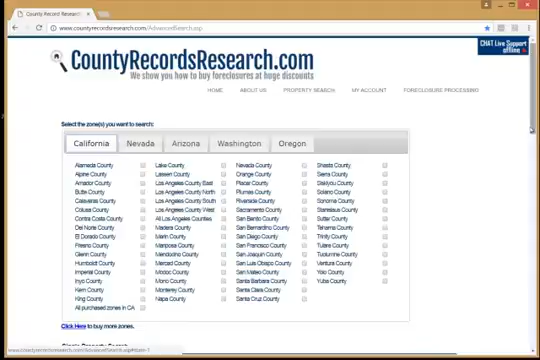 County Record Research
www.countyrecordsresearch.com/AdvancedSearch.asp
CHAT Live Support
offline
CountyRecordsResearch.com
We show you how to buy foreclosures at huge discounts
HOME ABOUT US PROPERTY SEARCH MY ACCOUNT FORECLOSURE PROCESSING
Select the zone(s) you want to search:
California Nevada Arizona Washington Oregon
Alameda County Lake County Nevada County Shasta County
Alpine County Lassen County Orange County Sierra County
Amador County Los Angeles County East Placer County Siskiyou County
Butte County Los Angeles County North Plumas County Solano County
Calaveras County Los Angeles County South Riverside County Sonoma County
Colusa County Los Angeles County West Sacramento County Stanislaus County
Contra Costa County All Los Angeles Counties San Benito County Sutter County
Del Norte County Madera County San Bernardino County Tehama County
El Dorado County Marin County San Diego County Trinity County
Fresno County Mariposa County San Francisco County Tulare County
Glenn County Mendocino County San Joaquin County Tuolumne County
Humboldt County Merced County San Luis Obispo County Ventura County
Imperial County Modoc County San Mateo County Yolo County
Inyo County Mono County Santa Barbara County Yuba County
Kern County Monterey County Santa Clara County
King County Napa County Santa Cruz County
All purchased zones in CA
Click Here to buy more zones.